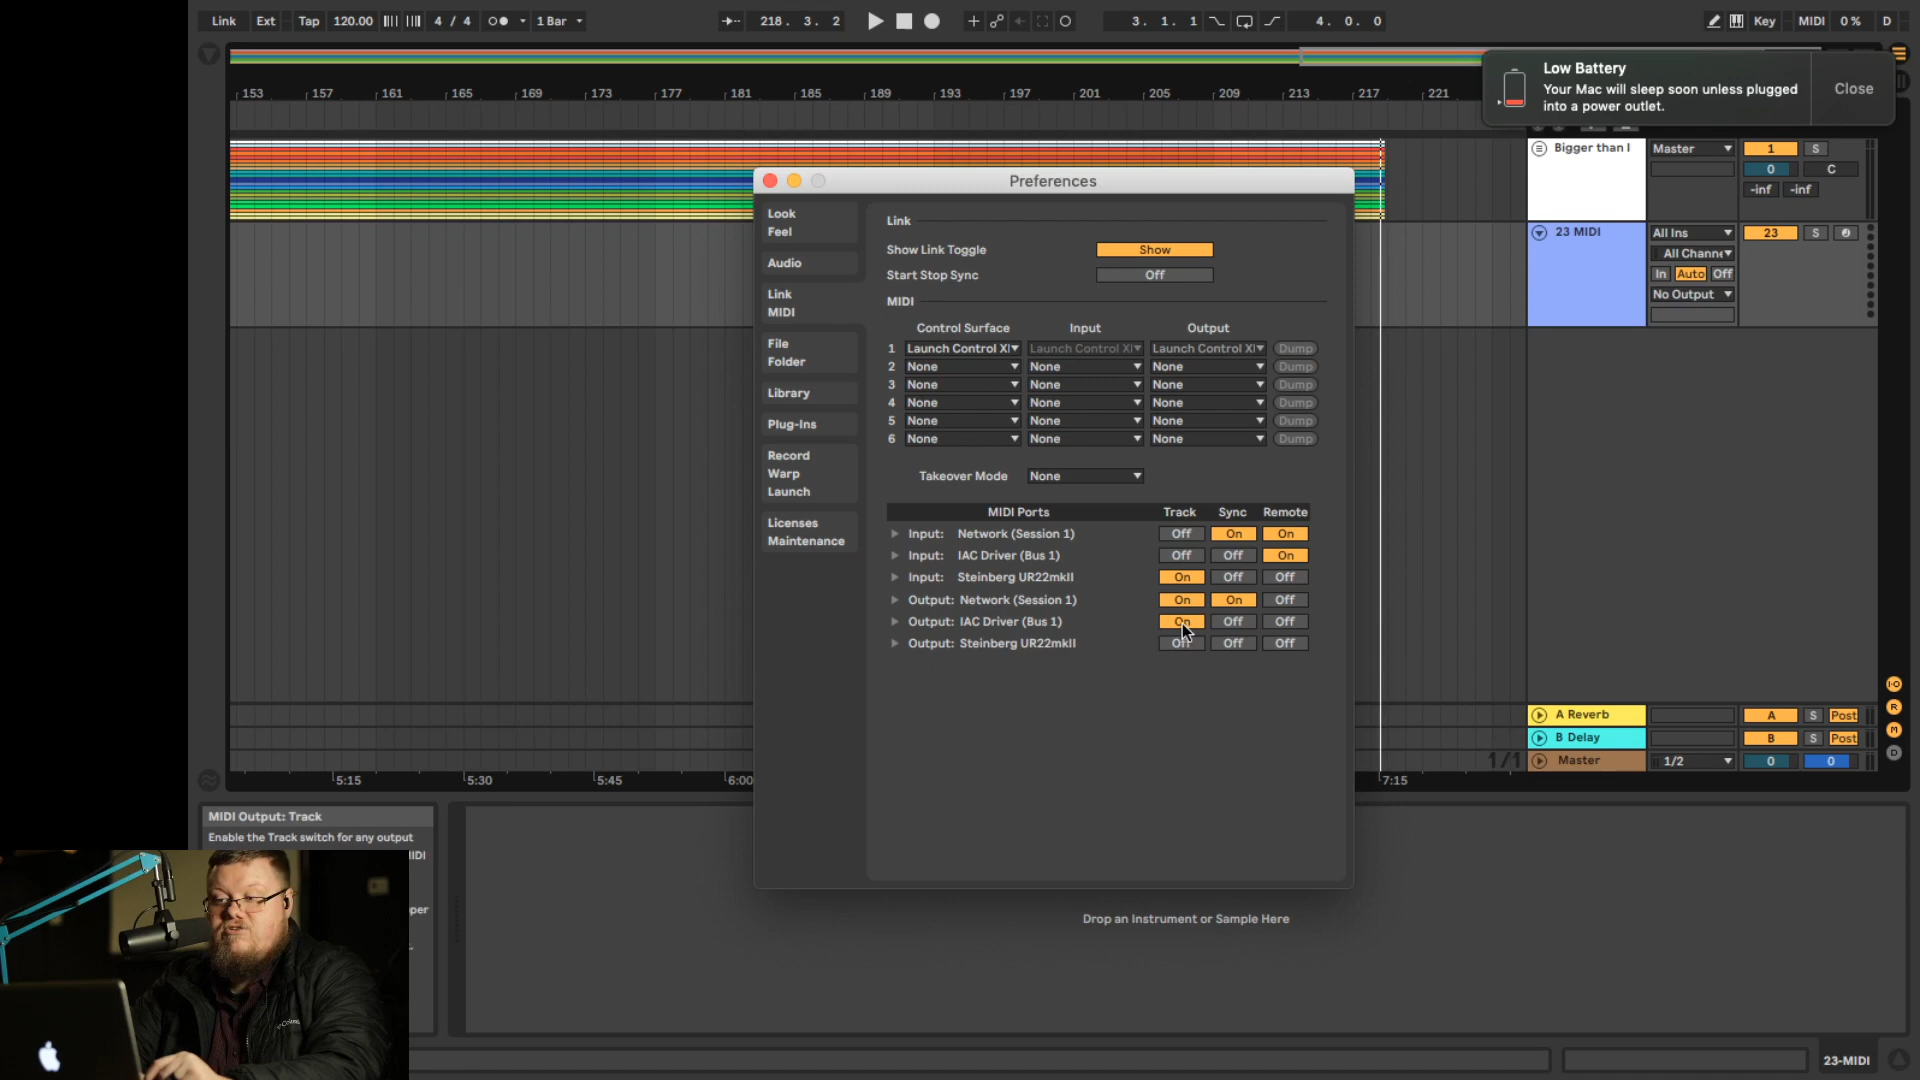 Link Ext Tap 120.00 4 / 4 1 Bar 218. 3. 2 3. 1. 1 4. 0. 0 Key MIDI 0 % D
Low Battery
Your Mac will sleep soon unless plugged
into a power outlet.
Close
153 157 161 165 169 173 177 181 185 189 193 197 201 205 209 213 217 221
Bigger than I Master 1 S
0 C
-inf -inf
23 MIDI All Ins 23 S
All Channe
In Auto Off
No Output
Preferences
Look
Feel
Audio
Link
MIDI
File
Folder
Library
Plug-Ins
Record
Warp
Launch
Licenses
Maintenance
Link
Show Link Toggle Show
Start Stop Sync Off
MIDI
Control Surface Input Output
1 Launch Control Xl Launch Control Xl Launch Control Xl Dump
2 None None None Dump
3 None None None Dump
4 None None None Dump
5 None None None Dump
6 None None None Dump
Takeover Mode None
MIDI Ports Track Sync Remote
Input: Network (Session 1) Off On On
Input: IAC Driver (Bus 1) Off Off On
Input: Steinberg UR22mkII On Off Off
Output: Network (Session 1) On On Off
Output: IAC Driver (Bus 1) On Off Off
Output: Steinberg UR22mkII Off Off Off
A Reverb A S Post
B Delay B S Post
1/1 Master 1/2 0 0
I·O
R
M
D
5:15 5:30 5:45 6:00 7:15
MIDI Output: Track
Enable the Track switch for any output
Drop an Instrument or Sample Here
23-MIDI